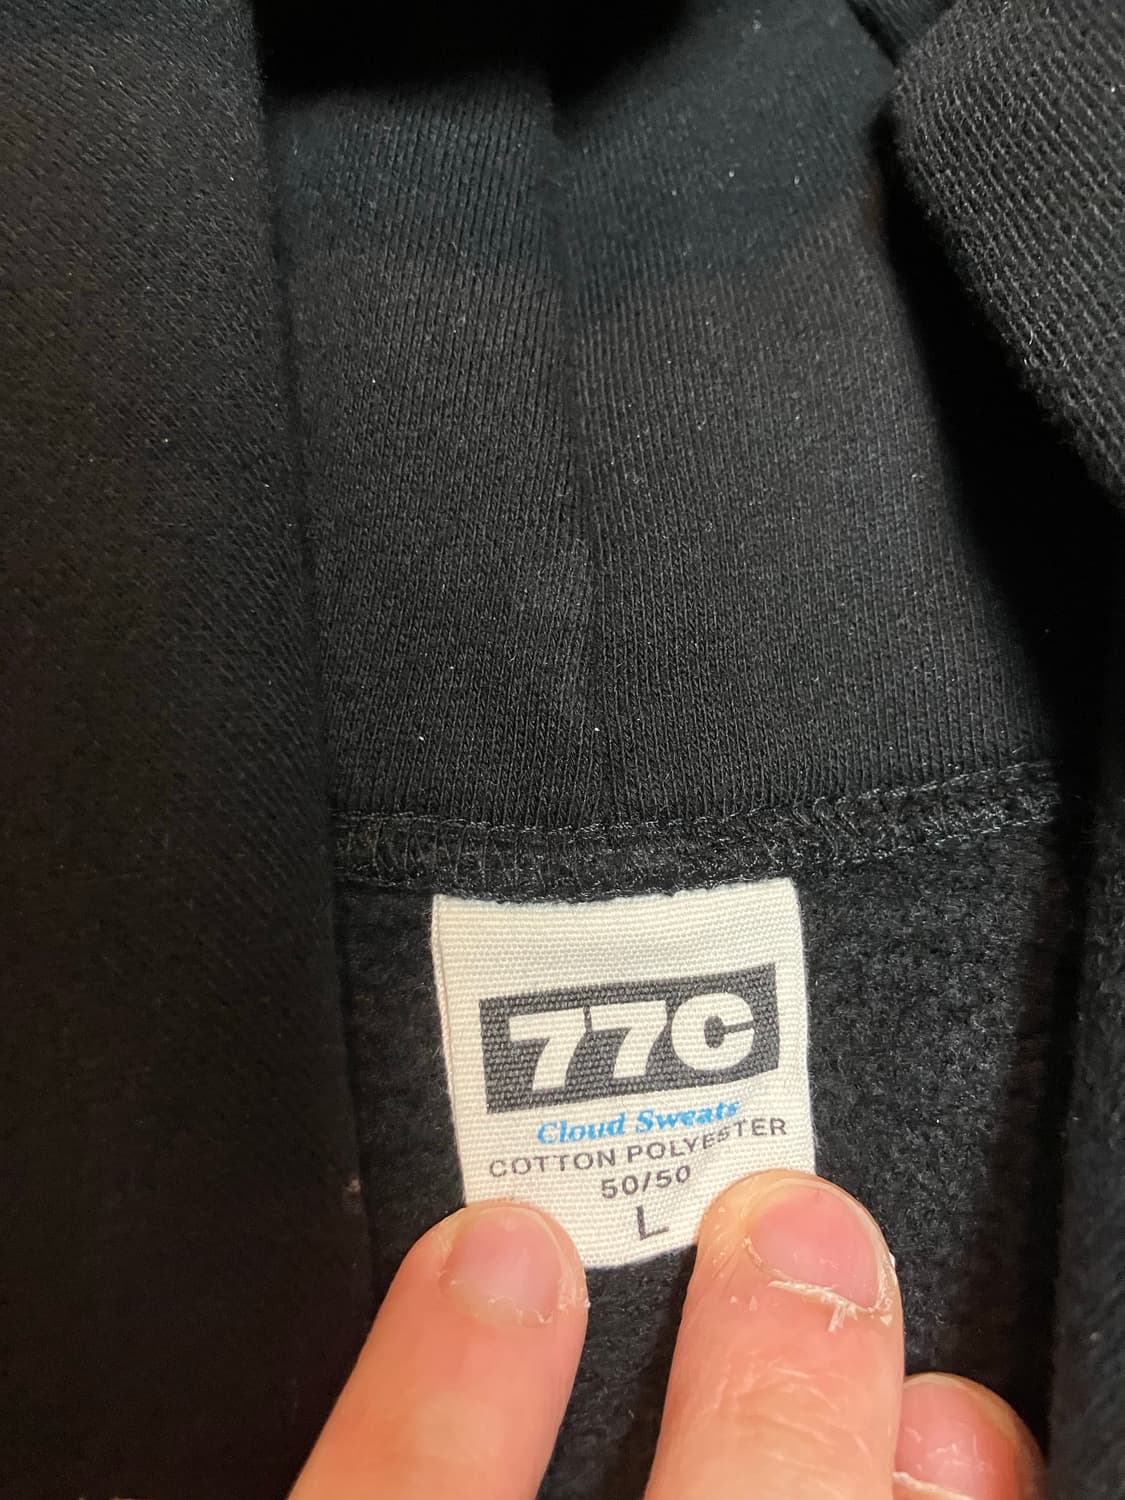 77C
Cloud Sweats
COTTON POLYESTER
50/50
L